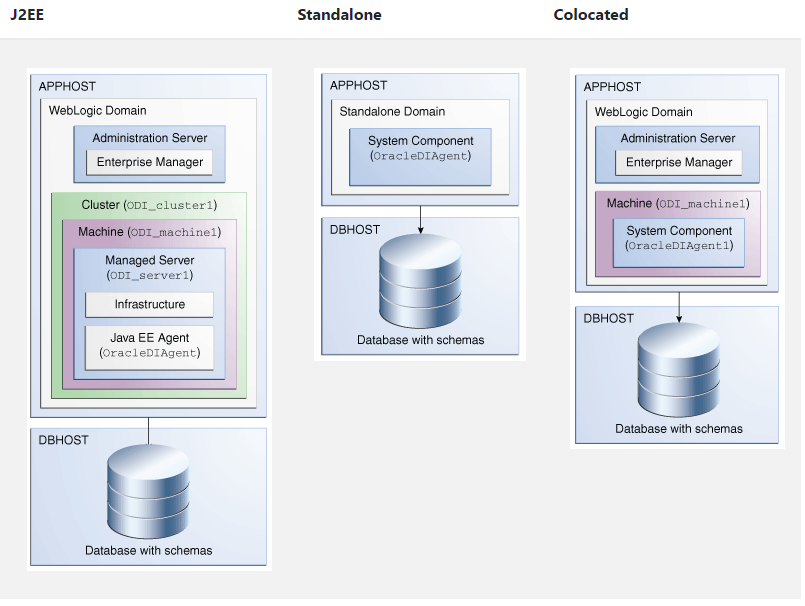 J2EE
Standalone
Colocated
APPHOST
WebLogic Domain
Administration Server
Enterprise Manager
Cluster (ODI_cluster1)
Machine (ODI_machine1)
Managed Server
(ODI_server1)
Infrastructure
Java EE Agent
(OracleDIAgent)
DBHOST
Database with schemas
APPHOST
Standalone Domain
System Component
(OracleDIAgent)
DBHOST
Database with schemas
APPHOST
WebLogic Domain
Administration Server
Enterprise Manager
Machine (ODI_machine1)
System Component
(OracleDIAgent1)
DBHOST
Database with schemas